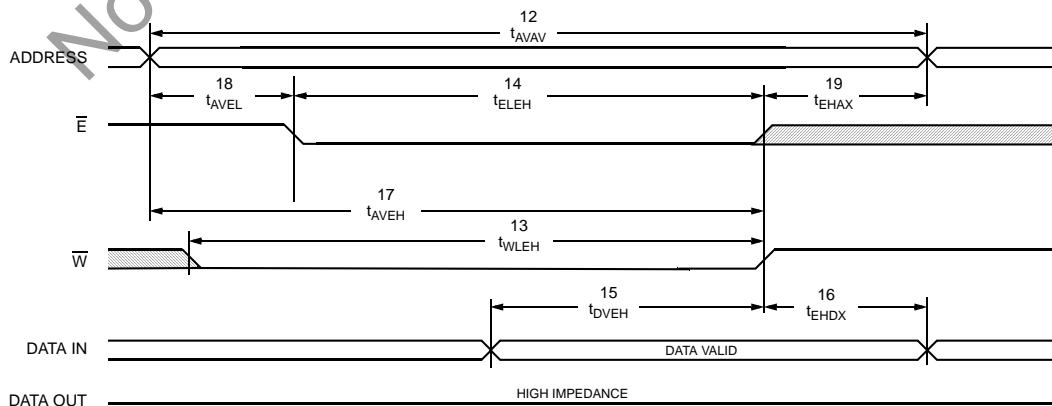 No
12
tAVAV
ADDRESS
18
tAVEL
14
tELEH
19
tEHAX
E
17
tAVEH
13
tWLEH
W
15
tDVEH
16
tEHDX
DATA IN
DATA VALID
DATA OUT
HIGH IMPEDANCE